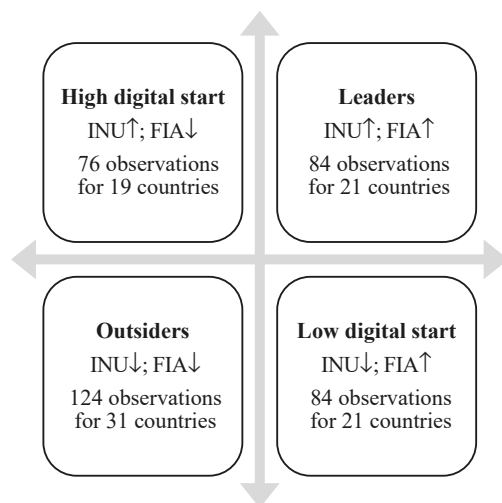 High digital start
INU↑; FIA↓
76 observations
for 19 countries
Leaders
INU↑; FIA↑
84 observations
for 21 countries
Outsiders
INU↓; FIA↓
124 observations
for 31 countries
Low digital start
INU↓; FIA↑
84 observations
for 21 countries